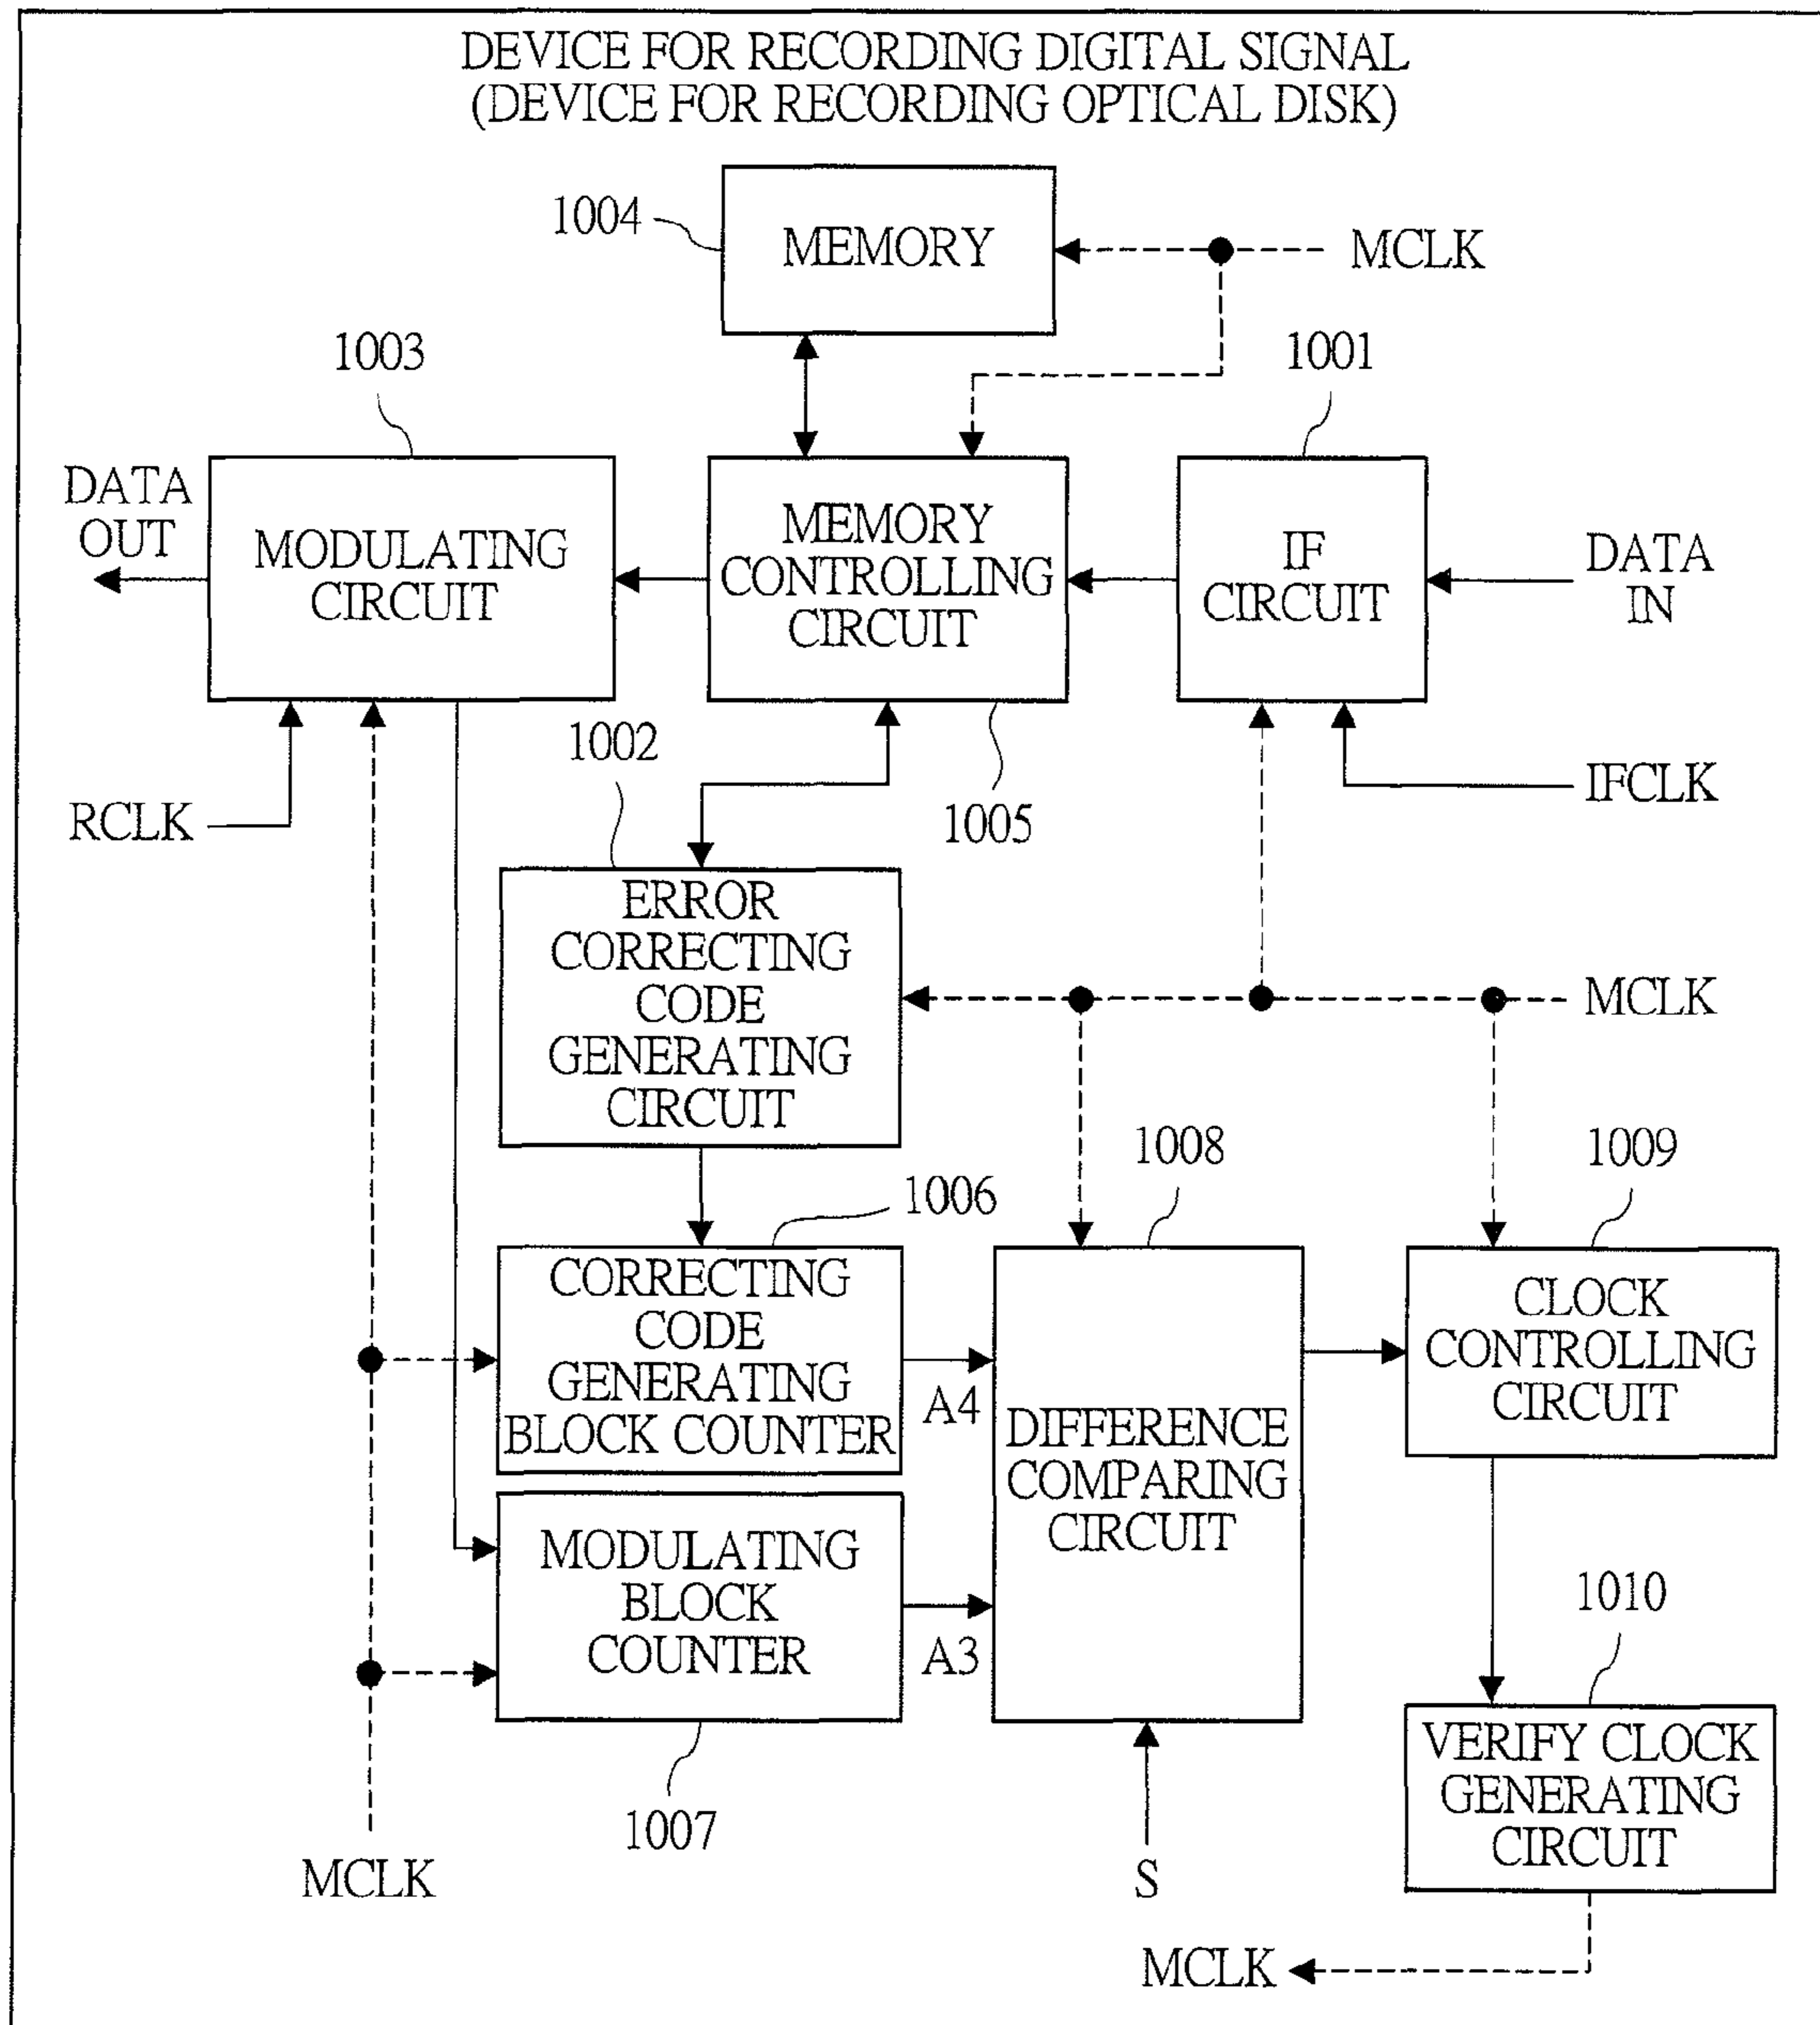 DEVICE FOR RECORDING DIGITAL SIGNAL
(DEVICE FOR RECORDING OPTICAL DISK)
1004
MEMORY
MCLK
1003
1001
DATA
OUT
MODULATING
CIRCUIT
MEMORY
CONTROLLING
CIRCUIT
IF
CIRCUIT
DATA
IN
1002
1005
RCLK
IFCLK
ERROR
CORRECTING
CODE
GENERATING
CIRCUIT
MCLK
1006
1008
1009
CORRECTING
CODE
GENERATING
BLOCK COUNTER
A4
DIFFERENCE
COMPARING
CIRCUIT
CLOCK
CONTROLLING
CIRCUIT
MODULATING
BLOCK
COUNTER
A3
1010
1007
VERIFY CLOCK
GENERATING
CIRCUIT
MCLK
S
MCLK